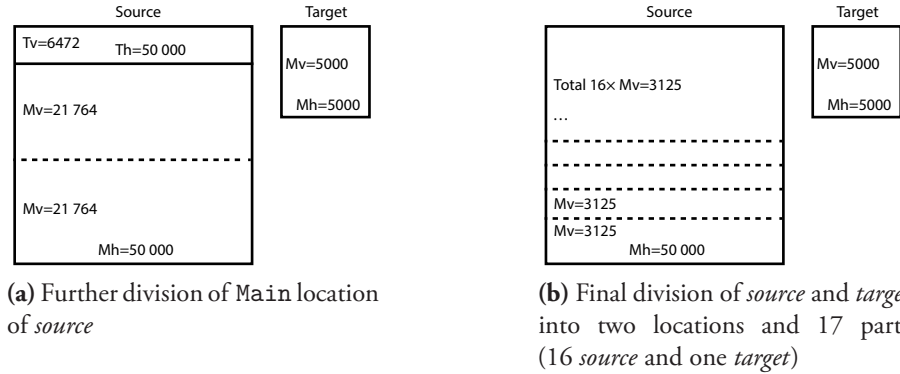 Source
Target
Tv=6472
Th=50 000
Mv=21 764
Mv=21 764
Mh=50 000
Mv=5000
Mh=5000
(a) Further division of Main location
of source
Source
Target
Total 16× Mv=3125
...
Mv=3125
Mv=3125
Mh=50 000
Mv=5000
Mh=5000
(b) Final division of source and targe
into two locations and 17 part
(16 source and one target)